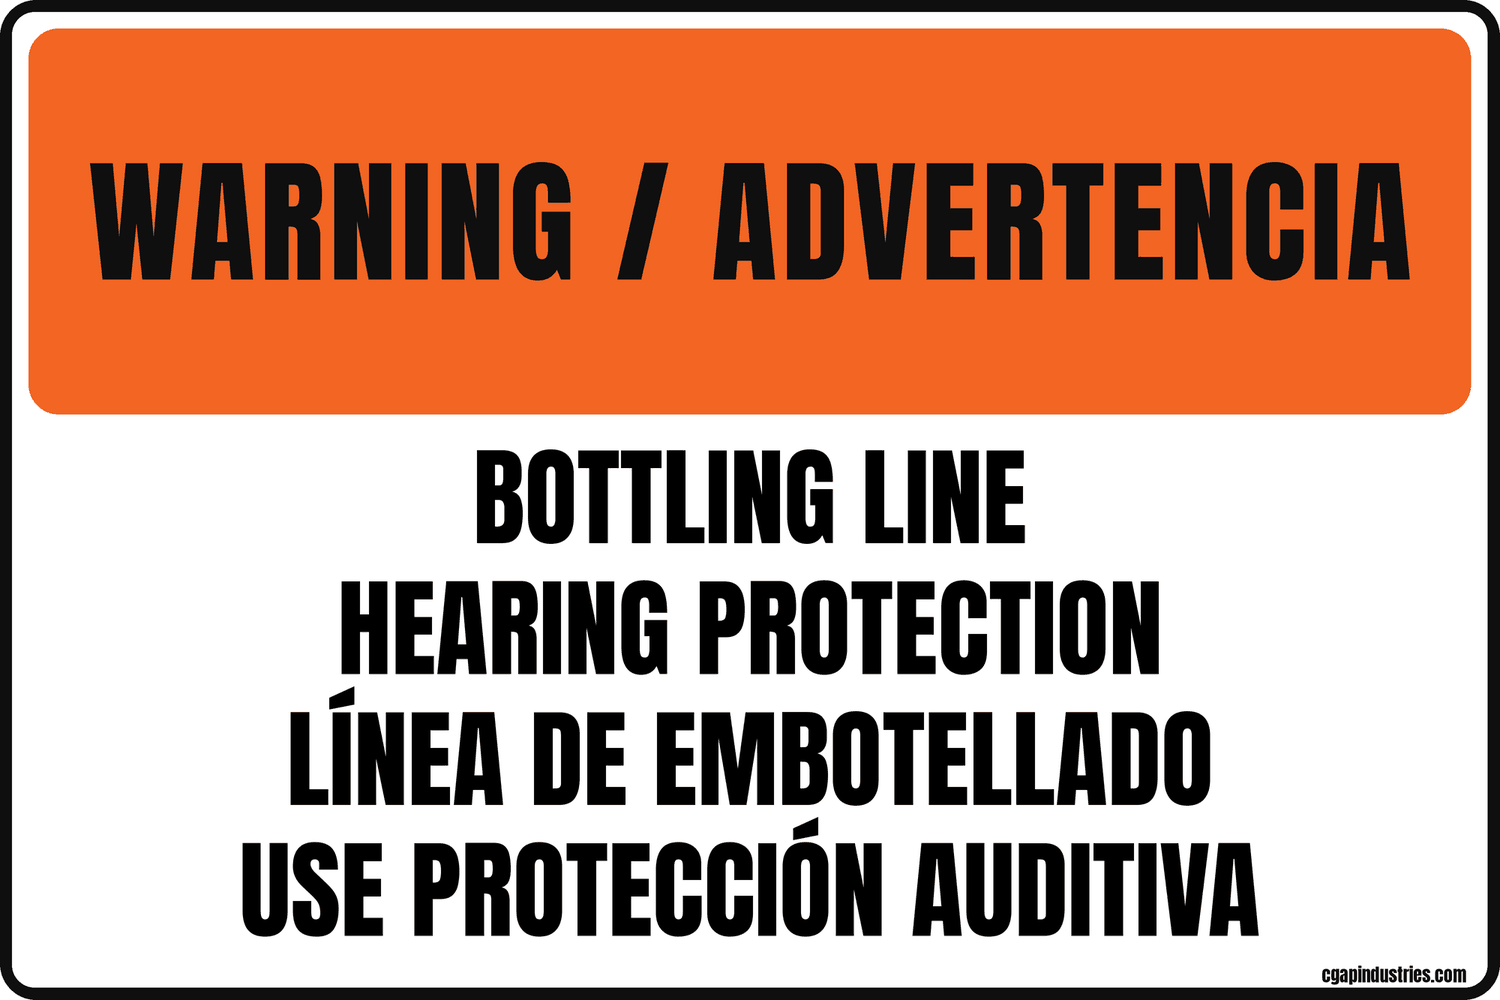 WARNING / ADVERTENCIA
BOTTLING LINE
HEARING PROTECTION
LÍNEA DE EMBOTELLADO
USE PROTECCIÓN AUDITIVA
cgapindustries.com